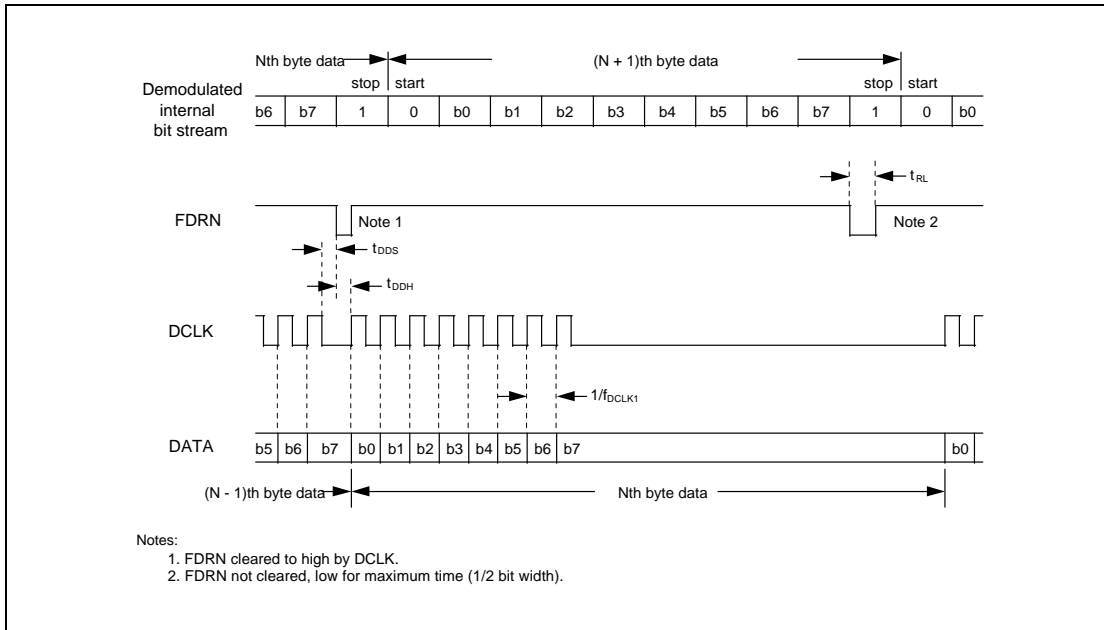 Nth byte data (N + 1)th byte data
stop start stop start
Demodulated
internal
bit stream
b6 b7 1 0 b0 b1 b2 b3 b4 b5 b6 b7 1 0 b0
tRL
FDRN Note 1 Note 2
tDDS
tDDH
DCLK
1/fDCLK1
DATA b5 b6 b7 b0 b1 b2 b3 b4 b5 b6 b7 b0
(N - 1)th byte data Nth byte data
Notes:
1. FDRN cleared to high by DCLK.
2. FDRN not cleared, low for maximum time (1/2 bit width).